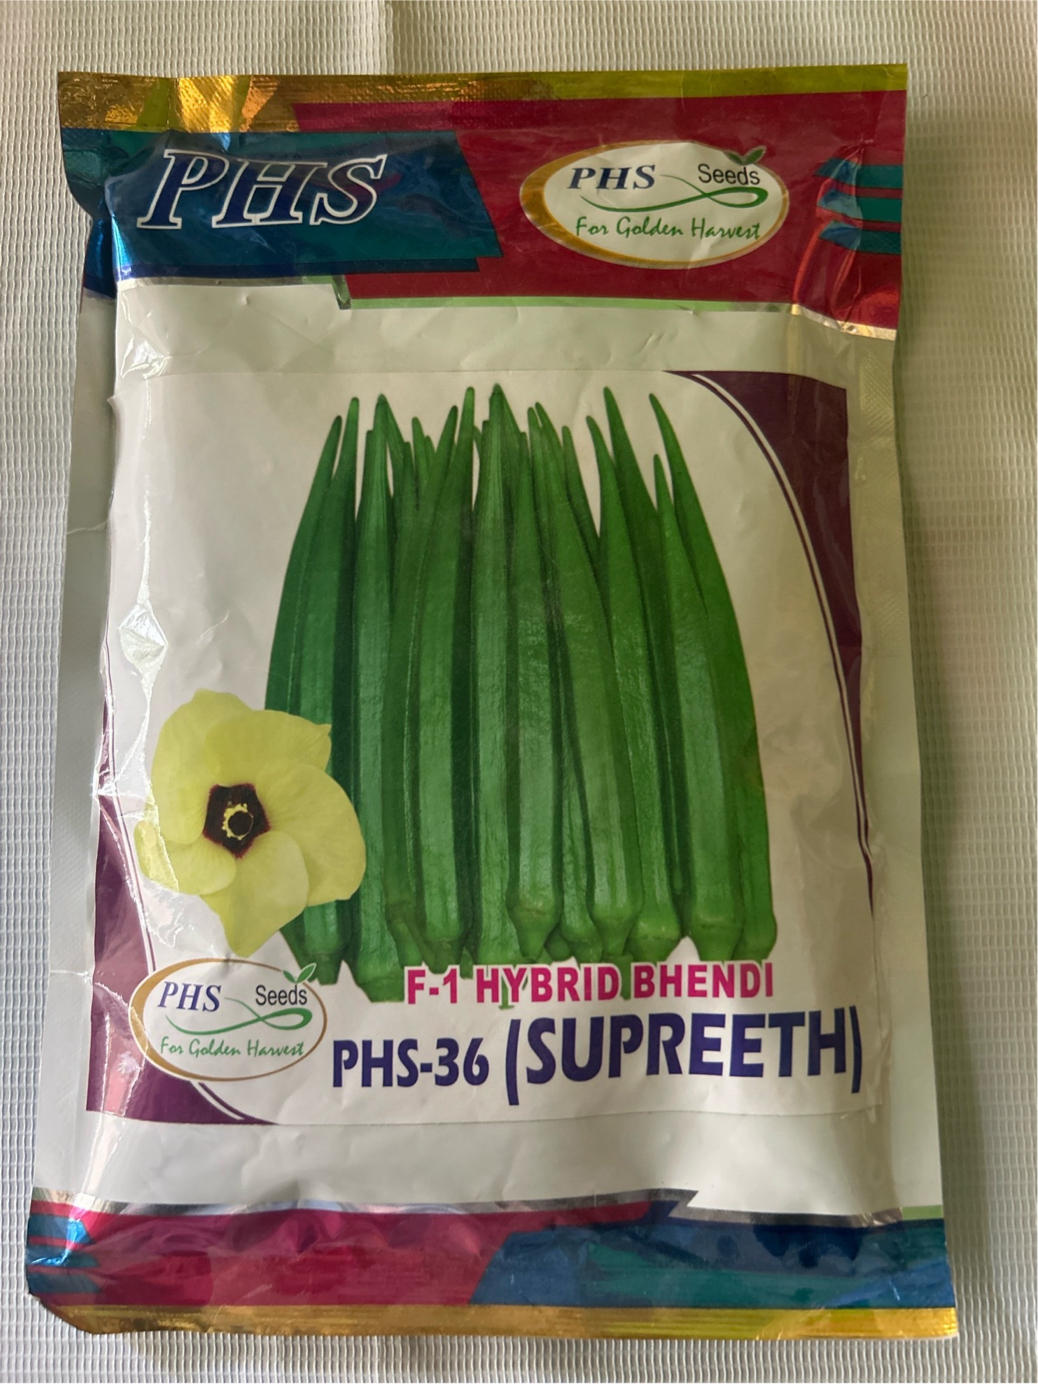 PHS
PHS Seeds
For Golden Harvest
PHS Seeds
For Golden Harvest
F-1 HYBRID BHENDI
PHS-36 (SUPREETH)